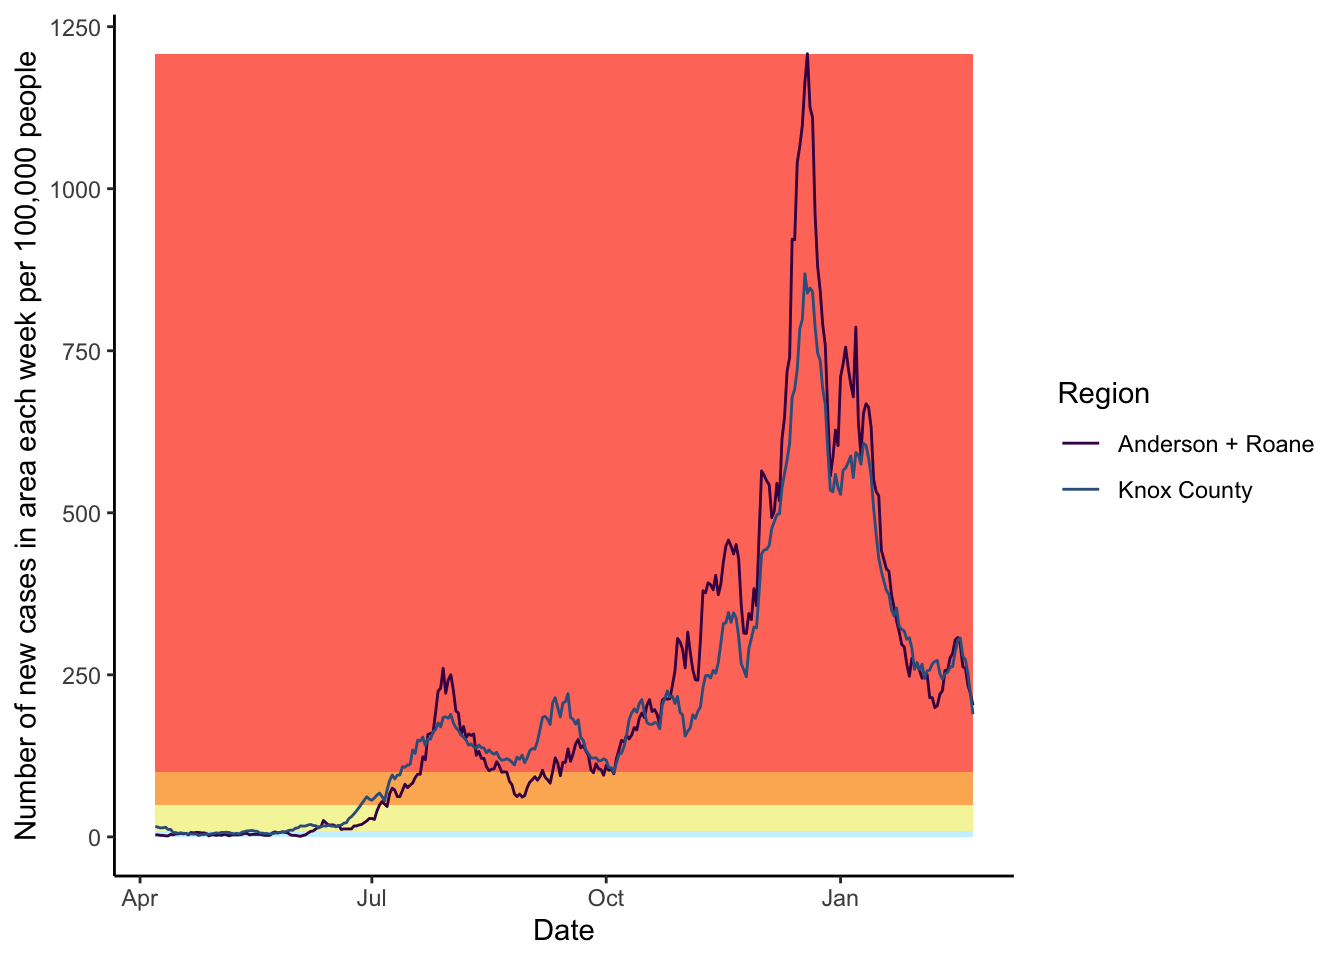 Number of new cases in area each week per 100,000 people
1250
1000
750
500
250
0
Apr
Jul
Oct
Jan
Date
Region
Anderson + Roane
Knox County